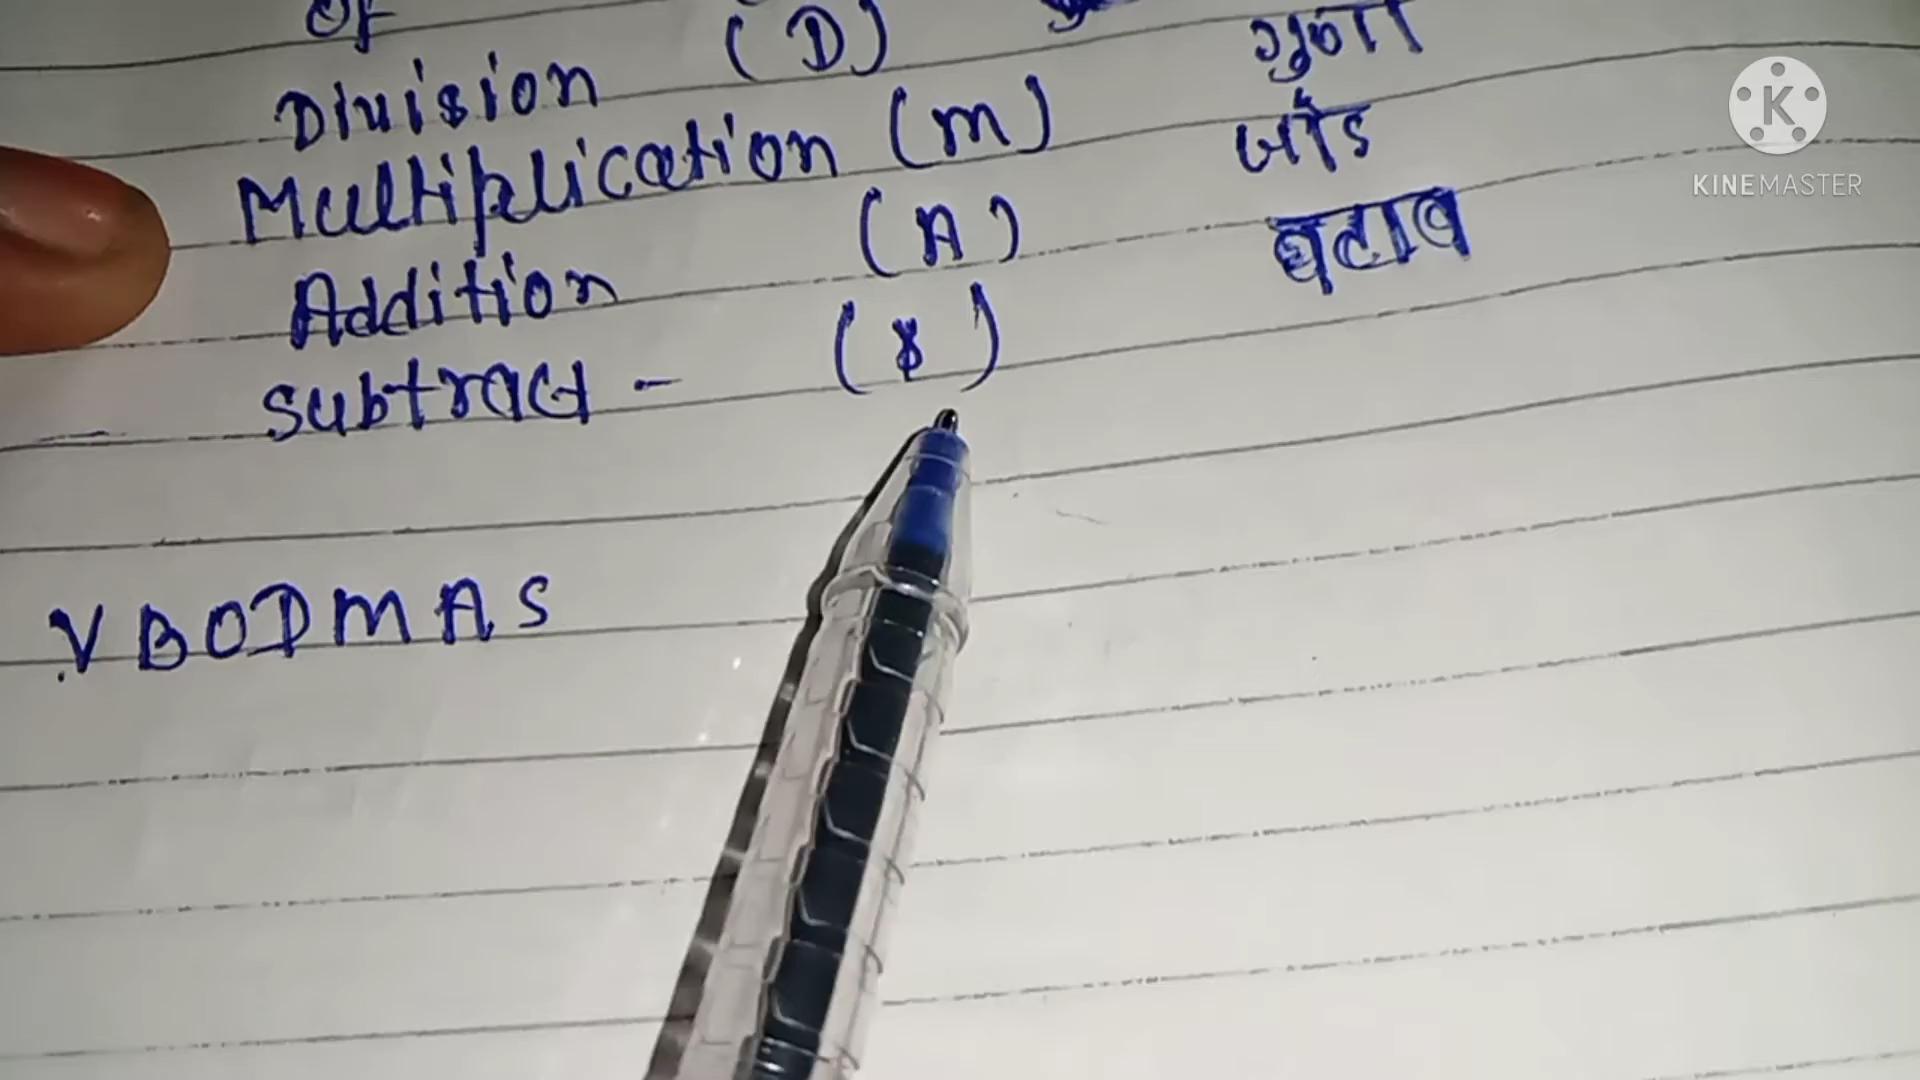 of
Division (D) गुणा
Multiplication (m) जोड
Addition (A) घटाव
Subtract - (S)
VBODMAS
K
KINEMASTER